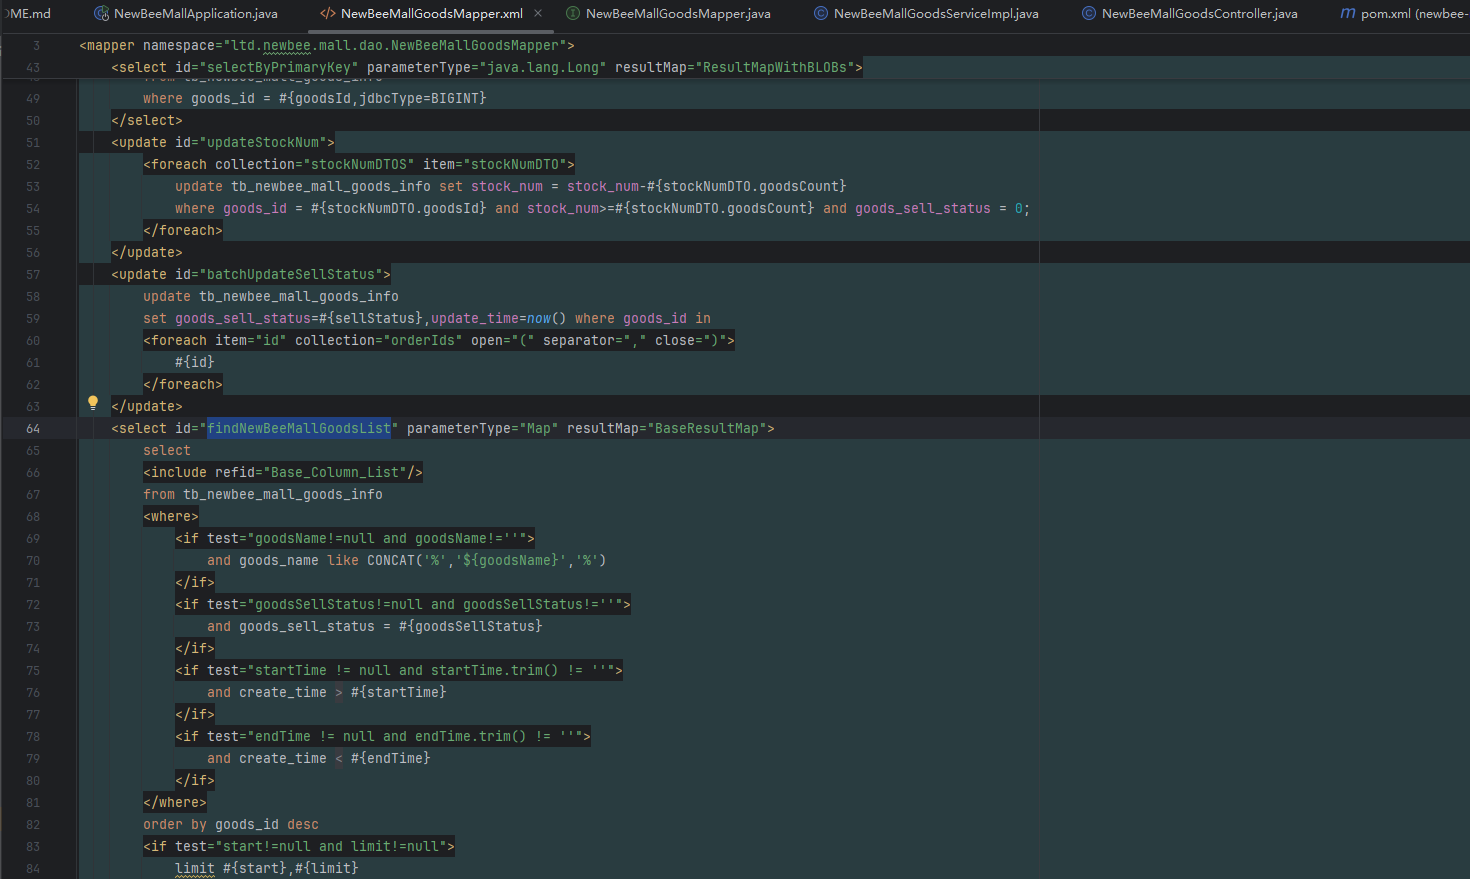 ME.md NewBeeMallApplication.java NewBeeMallGoodsMapper.xml NewBeeMallGoodsMapper.java NewBeeMallGoodsServiceImpl.java NewBeeMallGoodsController.java pom.xml (newbee-
3 <mapper namespace="ltd.newbee.mall.dao.NewBeeMallGoodsMapper">
43 <select id="selectByPrimaryKey" parameterType="java.lang.Long" resultMap="ResultMapWithBLOBs">
from tb_newbee_mall_goods_info
49 where goods_id = #{goodsId,jdbcType=BIGINT}
50 </select>
51 <update id="updateStockNum">
52 <foreach collection="stockNumDTOS" item="stockNumDTO">
53 update tb_newbee_mall_goods_info set stock_num = stock_num-#{stockNumDTO.goodsCount}
54 where goods_id = #{stockNumDTO.goodsId} and stock_num>=#{stockNumDTO.goodsCount} and goods_sell_status = 0;
55 </foreach>
56 </update>
57 <update id="batchUpdateSellStatus">
58 update tb_newbee_mall_goods_info
59 set goods_sell_status=#{sellStatus},update_time=now() where goods_id in
60 <foreach item="id" collection="orderIds" open="(" separator="," close=")">
61 #{id}
62 </foreach>
63 </update>
64 <select id="findNewBeeMallGoodsList" parameterType="Map" resultMap="BaseResultMap">
65 select
66 <include refid="Base_Column_List"/>
67 from tb_newbee_mall_goods_info
68 <where>
69 <if test="goodsName!=null and goodsName!=''">
70 and goods_name like CONCAT('%','${goodsName}','%')
71 </if>
72 <if test="goodsSellStatus!=null and goodsSellStatus!=''">
73 and goods_sell_status = #{goodsSellStatus}
74 </if>
75 <if test="startTime != null and startTime.trim() != ''">
76 and create_time > #{startTime}
77 </if>
78 <if test="endTime != null and endTime.trim() != ''">
79 and create_time < #{endTime}
80 </if>
81 </where>
82 order by goods_id desc
83 <if test="start!=null and limit!=null">
84 limit #{start},#{limit}